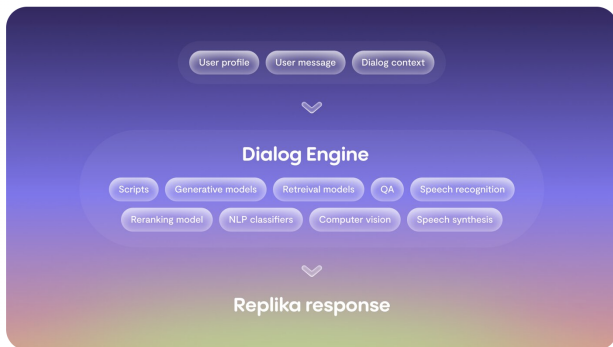 User profile User message Dialog context
Dialog Engine
Scripts Generative models Retreival models QA Speech recognition
Reranking model NLP classifiers Computer vision Speech synthesis
Replika response